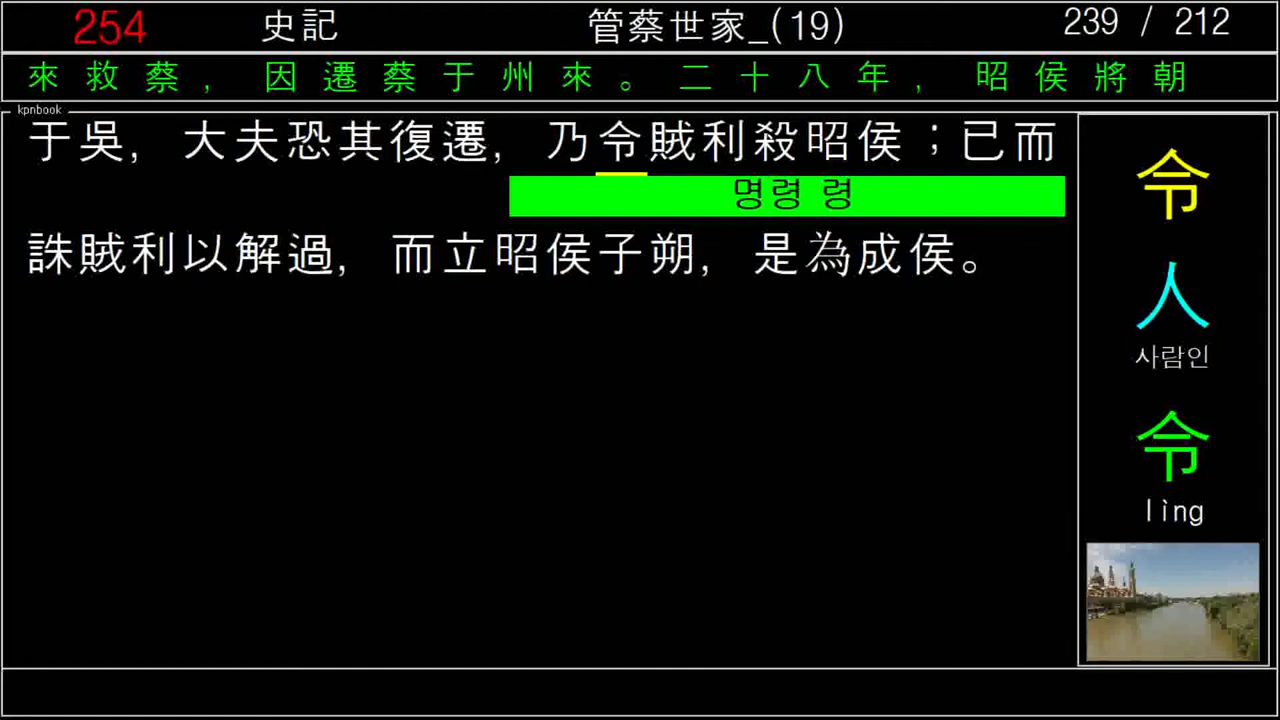 254 史記 管蔡世家_(19) 239 / 212
來救蔡，因遷蔡于州來。二十八年，昭侯將朝
kpnbook
于吳，大夫恐其復遷，乃令賊利殺昭侯；已而
명령 령
誅賊利以解過，而立昭侯子朔，是為成侯。
令
人
사람인
令
lìng